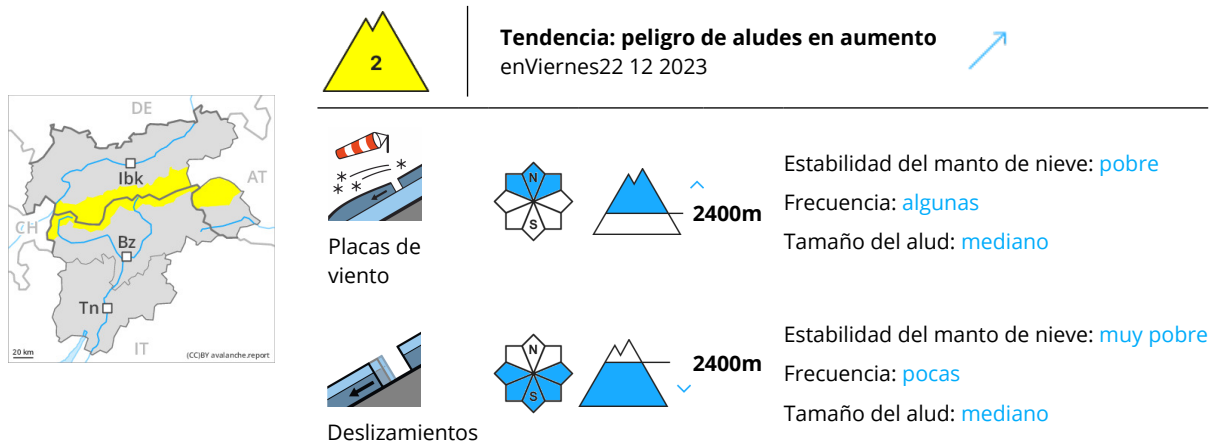 2
Tendencia: peligro de aludes en aumento
enViernes22 12 2023
DE
Ibk
AT
CH
Bz
Tn
IT
20 km
(CC)BY avalanche.report
Placas de
viento
N
S
2400m
Estabilidad del manto de nieve: pobre
Frecuencia: algunas
Tamaño del alud: mediano
Deslizamientos
N
S
2400m
Estabilidad del manto de nieve: muy pobre
Frecuencia: pocas
Tamaño del alud: mediano